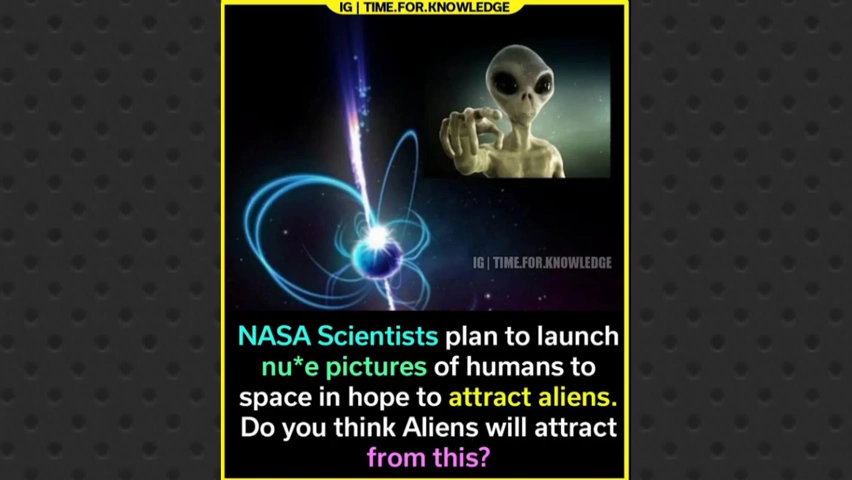 IG | TIME.FOR.KNOWLEDGE
IG | TIME.FOR.KNOWLEDGE
NASA Scientists plan to launch
nu*e pictures of humans to
space in hope to attract aliens.
Do you think Aliens will attract
from this?